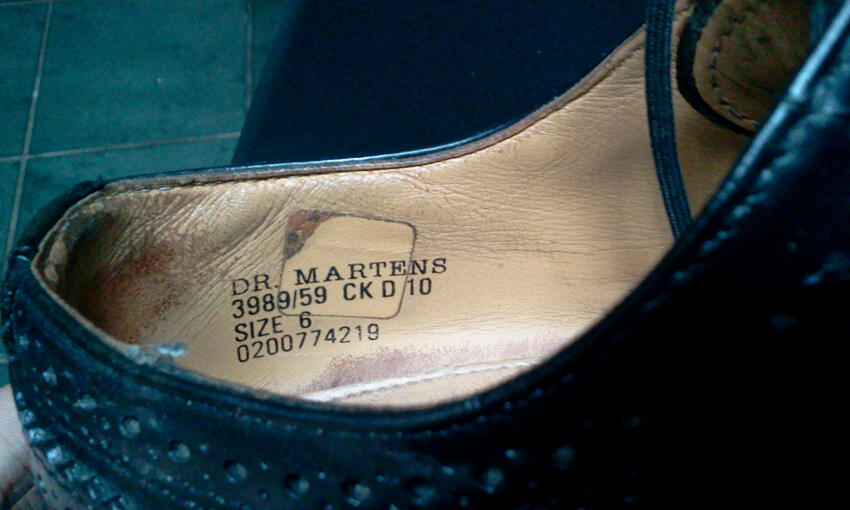 DR. MARTENS
3989/59 CK D 10
SIZE 6
0200774219